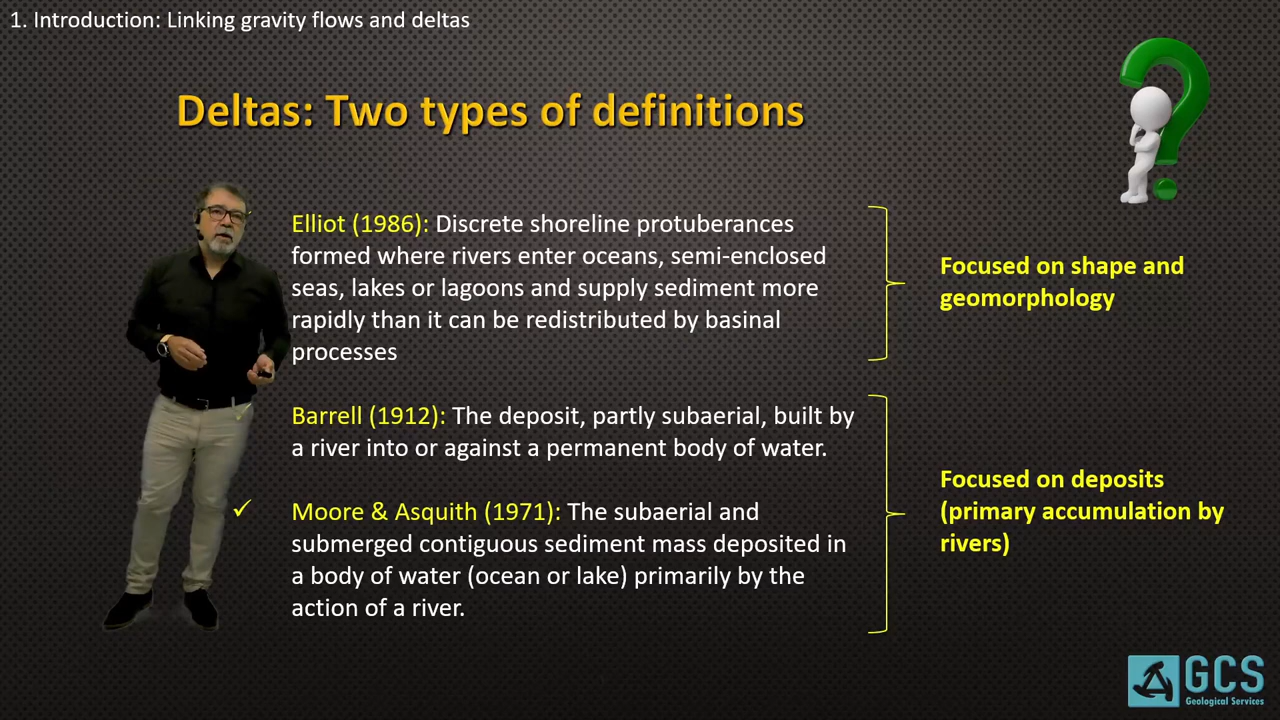 1. Introduction: Linking gravity flows and deltas
Deltas: Two types of definitions
Elliot (1986): Discrete shoreline protuberances
formed where rivers enter oceans, semi-enclosed
seas, lakes or lagoons and supply sediment more
rapidly than it can be redistributed by basinal
processes
Focused on shape and
geomorphology
Barrell (1912): The deposit, partly subaerial, built by
a river into or against a permanent body of water.
✓ Moore & Asquith (1971): The subaerial and
submerged contiguous sediment mass deposited in
a body of water (ocean or lake) primarily by the
action of a river.
Focused on deposits
(primary accumulation by
rivers)
GCS
Geological Services